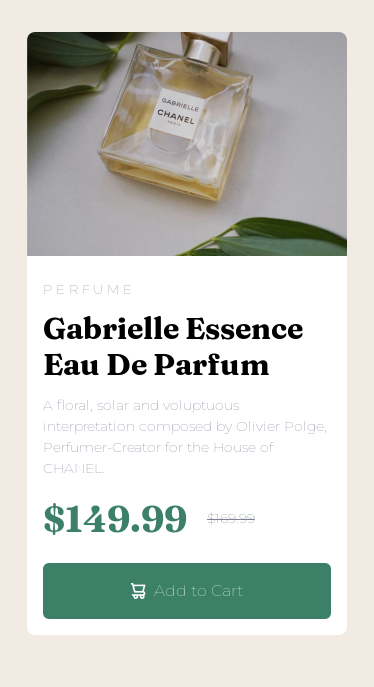 GABRIELLE
CHANEL
PARIS
PERFUME
Gabrielle Essence
Eau De Parfum
A floral, solar and voluptuous
interpretation composed by Olivier Polge,
Perfumer-Creator for the House of
CHANEL.
$149.99 $169.99
Add to Cart